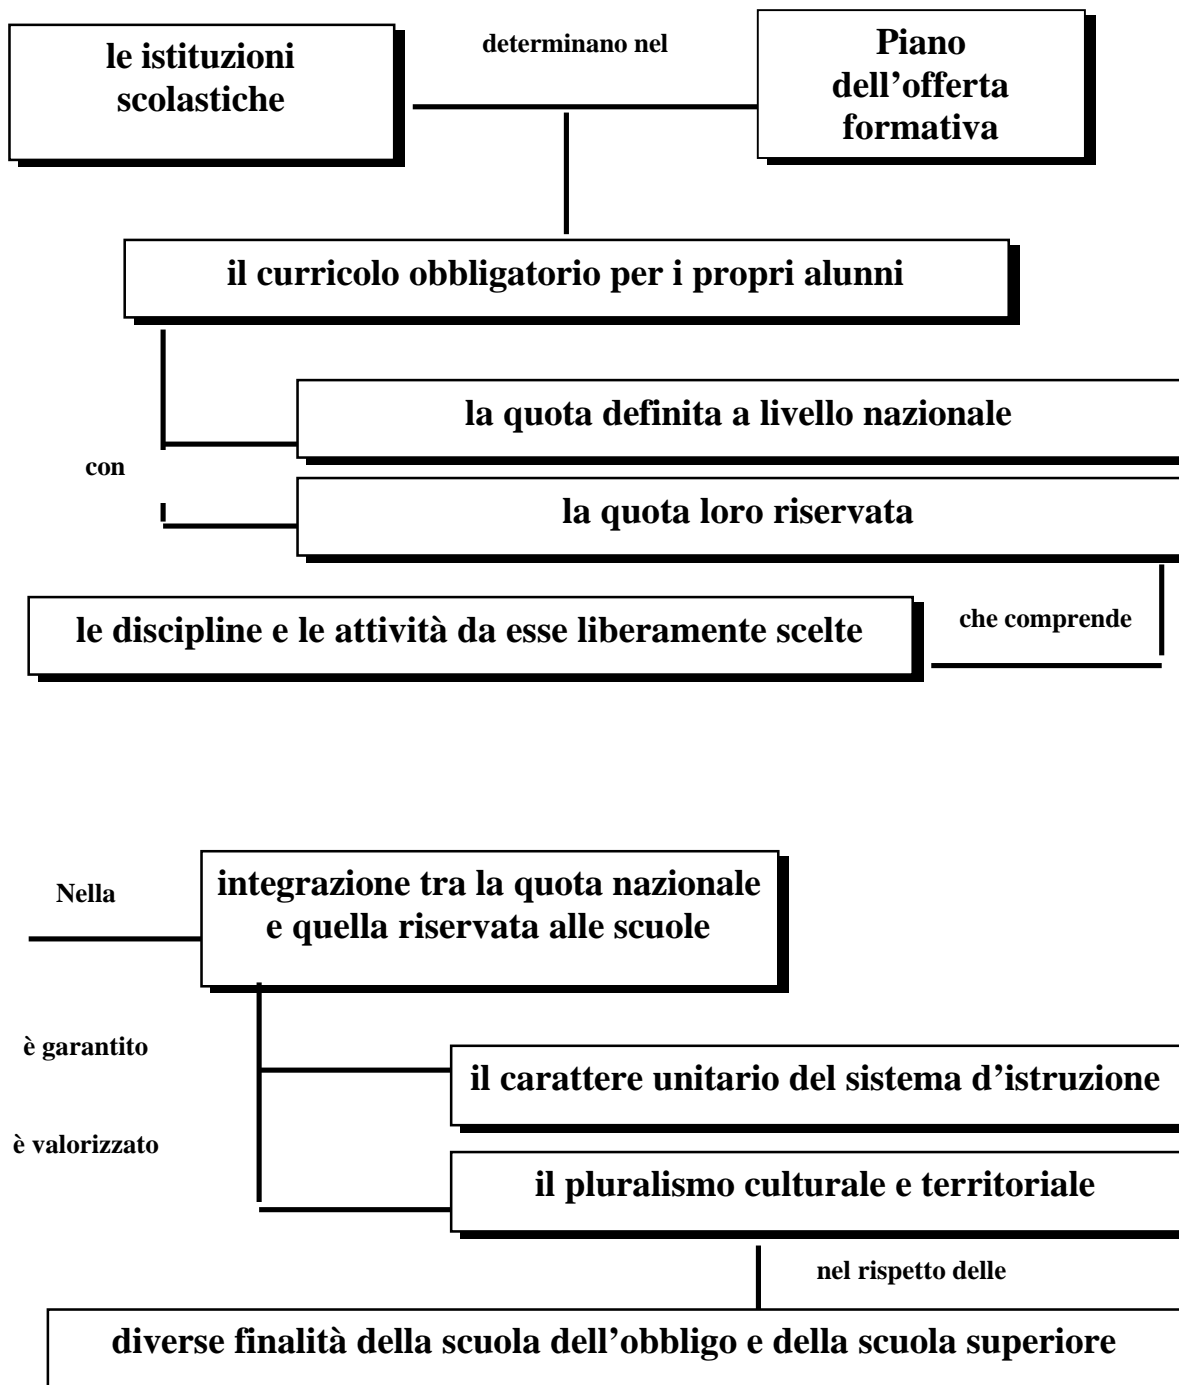 le istituzioni
scolastiche
determinano nel
Piano
dell’offerta
formativa
il curricolo obbligatorio per i propri alunni
la quota definita a livello nazionale
con
la quota loro riservata
le discipline e le attività da esse liberamente scelte
che comprende
Nella
integrazione tra la quota nazionale
e quella riservata alle scuole
è garantito
il carattere unitario del sistema d’istruzione
è valorizzato
il pluralismo culturale e territoriale
nel rispetto delle
diverse finalità della scuola dell’obbligo e della scuola superiore